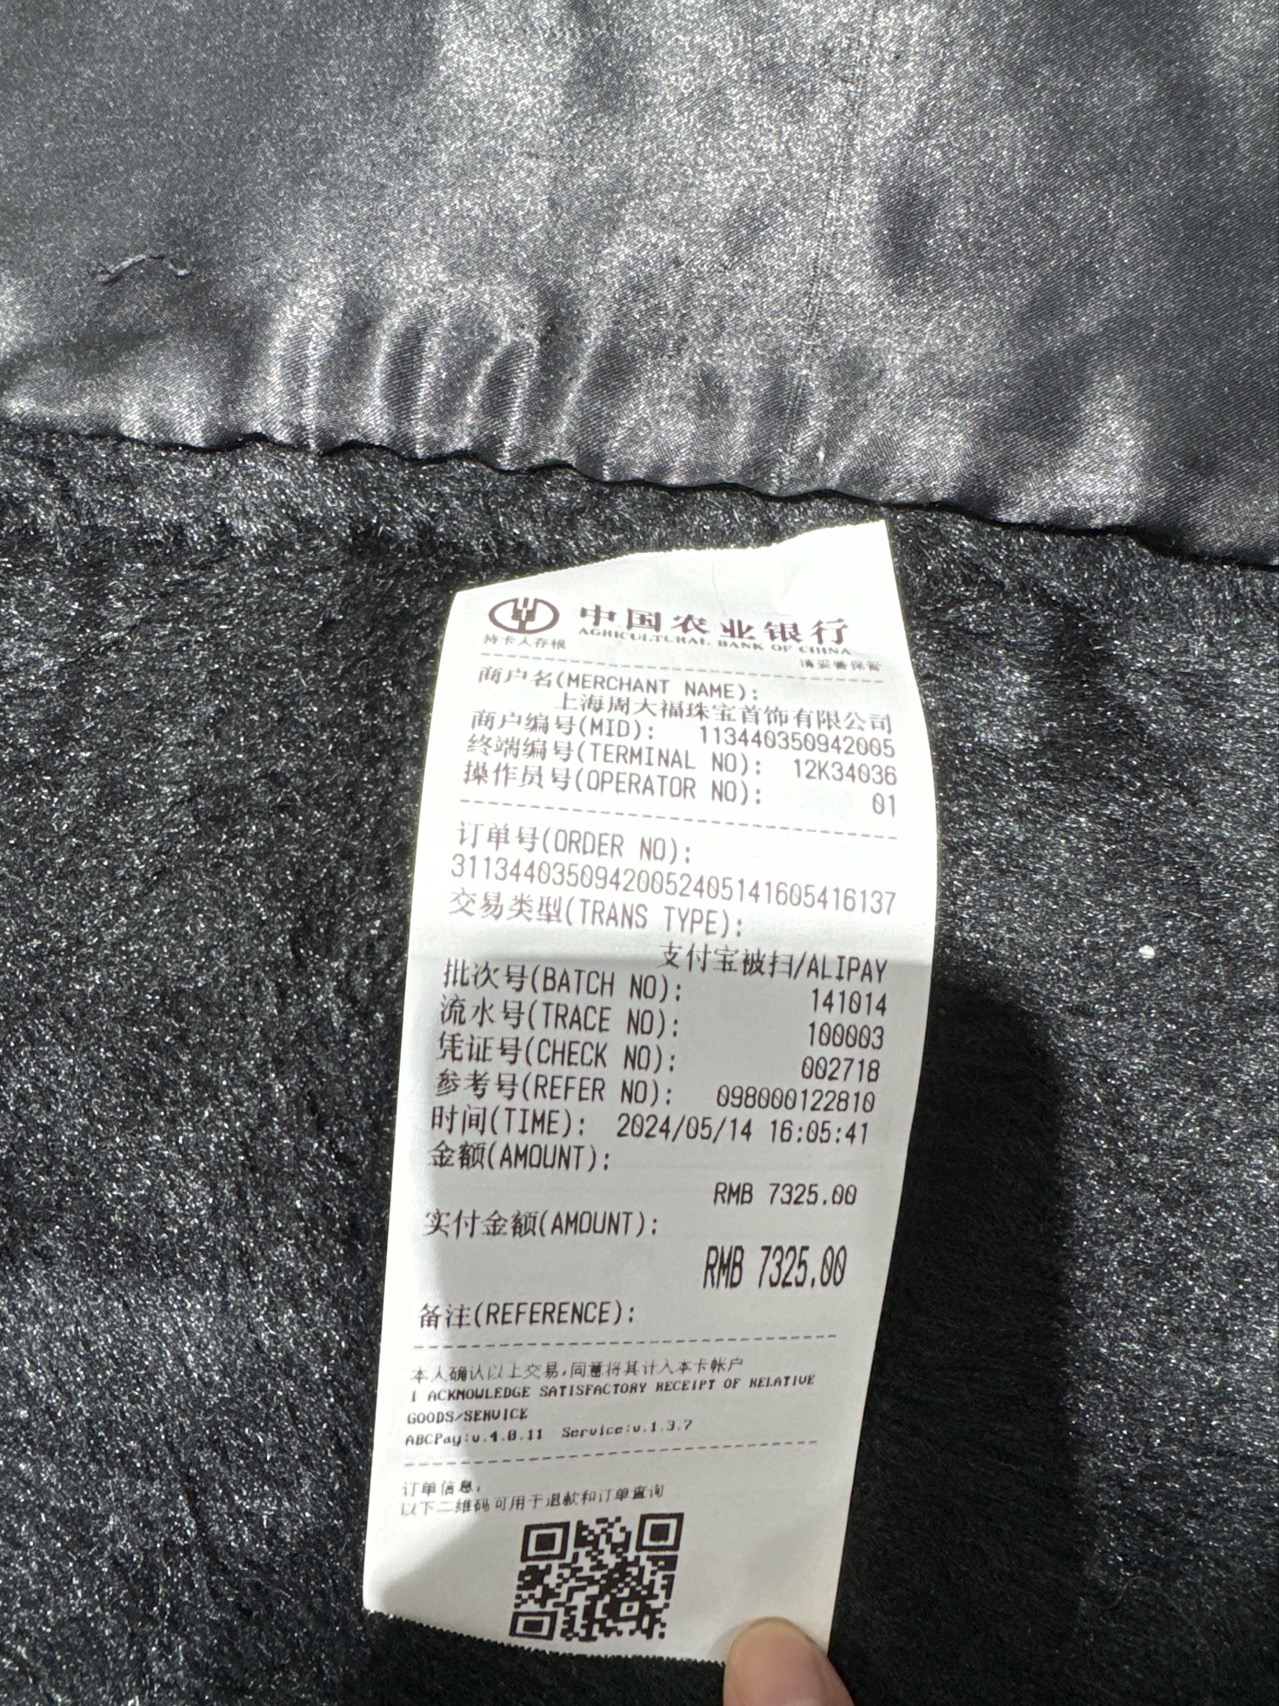 中国农业银行
AGRICULTURAL BANK OF CHINA
持卡人存根
请妥善保管
商户名(MERCHANT NAME):
上海周大福珠宝首饰有限公司
商户编号(MID): 113440350942005
终端编号(TERMINAL NO): 12K34036
操作员号(OPERATOR NO): 01
订单号(ORDER NO):
31134403509420052405141605416137
交易类型(TRANS TYPE):
支付宝被扫/ALIPAY
批次号(BATCH NO): 141014
流水号(TRACE NO): 100003
凭证号(CHECK NO): 002718
参考号(REFER NO): 098000122810
时间(TIME): 2024/05/14 16:05:41
金额(AMOUNT):
RMB 7325.00
实付金额(AMOUNT):
RMB 7325.00
备注(REFERENCE):
本人确认以上交易,同意将其计入本卡帐户
I ACKNOWLEDGE SATISFACTORY RECEIPT OF RELATIVE
GOODS/SERVICE
ABCPay:v.4.0.11 Service:v.1.3.7
订单信息:
以下二维码可用于退款和订单查询